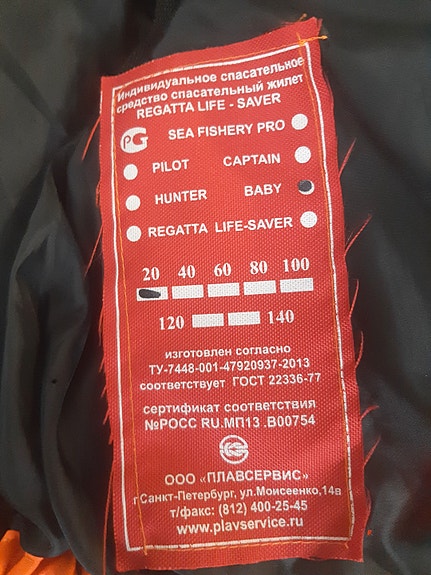 Индивидуальное спасательное
средство спасательный жилет
REGATTA LIFE - SAVER
PG SEA FISHERY PRO
PILOT CAPTAIN
HUNTER BABY
REGATTA LIFE-SAVER
20 40 60 80 100
120 140
изготовлен согласно
ТУ-7448-001-47920937-2013
соответствует ГОСТ 22336-77
сертификат соответствия
№РОСС RU.МП13 .В00754
ООО «ПЛАВСЕРВИС»
г.Санкт-Петербург, ул.Моисеенко,14в
т/факс: (812) 400-25-45
www.plavservice.ru